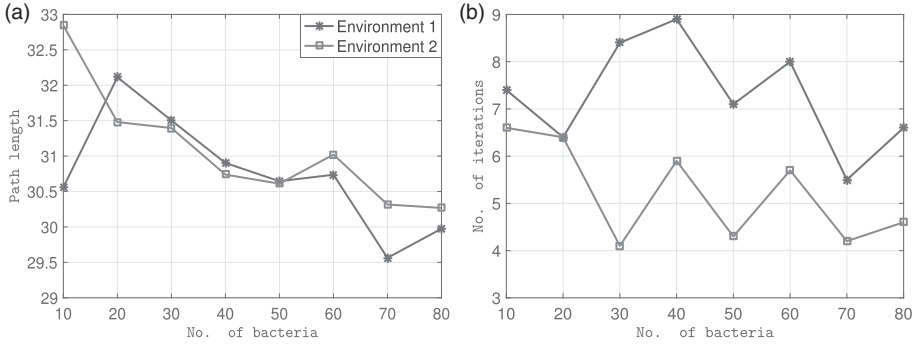 (a)
33
32.5
32
31.5
31
30.5
30
29.5
29
Path length
10 20 30 40 50 60 70 80
No. of bacteria
Environment 1
Environment 2
(b)
9
8
7
6
5
4
3
No. of iterations
10 20 30 40 50 60 70 80
No. of bacteria